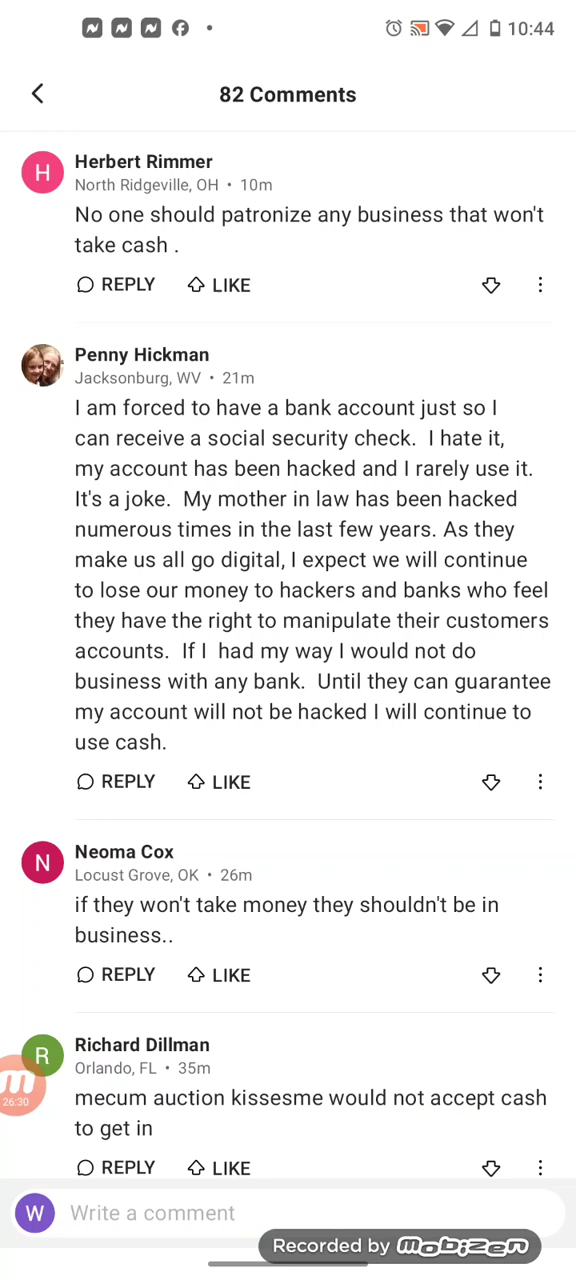 10:44
82 Comments
H
Herbert Rimmer
North Ridgeville, OH • 10m
No one should patronize any business that won't
take cash .
REPLY LIKE
Penny Hickman
Jacksonburg, WV • 21m
I am forced to have a bank account just so I
can receive a social security check.  I hate it,
my account has been hacked and I rarely use it.
It's a joke.  My mother in law has been hacked
numerous times in the last few years. As they
make us all go digital, I expect we will continue
to lose our money to hackers and banks who feel
they have the right to manipulate their customers
accounts.  If I  had my way I would not do
business with any bank.  Until they can guarantee
my account will not be hacked I will continue to
use cash.
REPLY LIKE
N
Neoma Cox
Locust Grove, OK • 26m
if they won't take money they shouldn't be in
business..
REPLY LIKE
R
Richard Dillman
Orlando, FL • 35m
mecum auction kissesme would not accept cash
to get in
26:30
REPLY LIKE
W
Write a comment
Recorded by mobizen